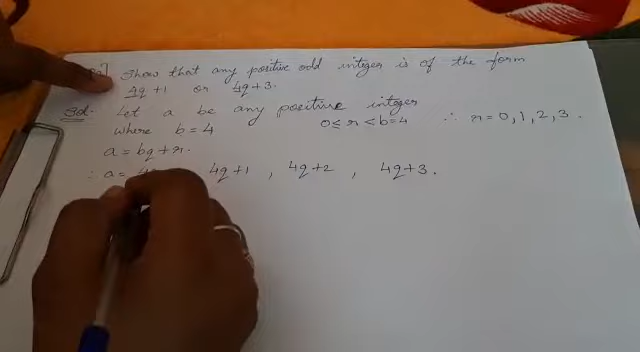 Show that any positive odd integer is of the form
4q+1 or 4q+3.
Sol. Let a be any positive integer
where b=4 0≤r<b=4 ∴ r=0,1,2,3.
a = bq+r.
∴ a = 4q+1, 4q+2, 4q+3.